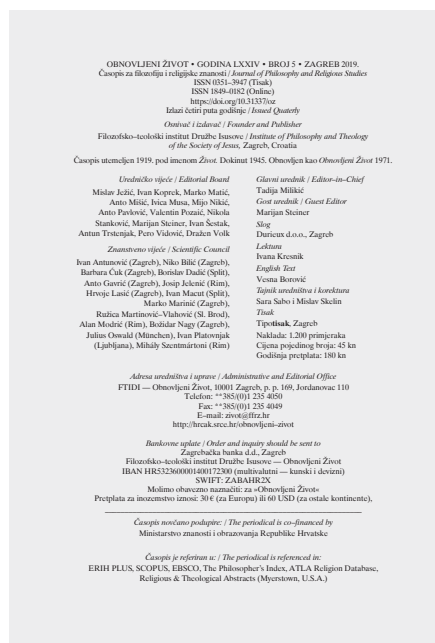 OBNOVLJENI ŽIVOT • GODINA LXXIV • BROJ 5 • ZAGREB 2019.
Časopis za filozofiju i religijske znanosti / Journal of Philosophy and Religious Studies
ISSN 0351–3947 (Tisak)
ISSN 1849–0182 (Online)
https://doi.org/10.31337/oz
Izlazi četiri puta godišnje / Issued Quaterly
Osnivač i izdavač / Founder and Publisher
Filozofsko–teološki institut Družbe Isusove / Institute of Philosophy and Theology
of the Society of Jesus, Zagreb, Croatia
Časopis utemeljen 1919. pod imenom Život. Dokinut 1945. Obnovljen kao Obnovljeni Život 1971.
Uredničko vijeće / Editorial Board
Mislav Ježić, Ivan Koprek, Marko Matić,
Anto Mišić, Ivica Musa, Mijo Nikić,
Anto Pavlović, Valentin Pozaić, Nikola
Stanković, Marijan Steiner, Ivan Šestak,
Antun Trstenjak, Pero Vidović, Dražen Volk
Znanstveno vijeće / Scientific Council
Ivan Antunović (Zagreb), Niko Bilić (Zagreb),
Barbara Ćuk (Zagreb), Borislav Dadić (Split),
Anto Gavrić (Zagreb), Josip Jelenić (Rim),
Hrvoje Lasić (Zagreb), Ivan Macut (Split),
Marko Marinić (Zagreb),
Ružica Martinović–Vlahović (Sl. Brod),
Alan Modrić (Rim), Božidar Nagy (Zagreb),
Julius Oswald (München), Ivan Platovnjak
(Ljubljana), Mihály Szentmártoni (Rim)
Glavni urednik / Editor–in–Chief
Tadija Milikić
Gost urednik / Guest Editor
Marijan Steiner
Slog
Durieux d.o.o., Zagreb
Lektura
Ivana Kresnik
English Text
Vesna Borović
Tajnik uredništva i korektura
Sara Sabo i Mislav Skelin
Tisak
Tipotisak, Zagreb
Naklada: 1.200 primjeraka
Cijena pojedinog broja: 45 kn
Godišnja pretplata: 180 kn
Adresa uredništva i uprave / Administrative and Editorial Office
FTIDI — Obnovljeni Život, 10001 Zagreb, p. p. 169, Jordanovac 110
Telefon: **385/(0)1 235 4050
Fax: **385/(0)1 235 4049
E–mail: zivot@ffrz.hr
http://hrcak.srce.hr/obnovljeni-zivot
Bankovne uplate / Order and inquiry should be sent to
Zagrebačka banka d.d., Zagreb
Filozofsko–teološki institut Družbe Isusove — Obnovljeni Život
IBAN HR5323600001400172300 (multivalutni — kunski i devizni)
SWIFT: ZABAHR2X
Molimo obavezno naznačiti: za »Obnovljeni Život«
Pretplata za inozemstvo iznosi: 30 € (za Europu) ili 60 USD (za ostale kontinente),
Časopis novčano podupire: / The periodical is co–financed by
Ministarstvo znanosti i obrazovanja Republike Hrvatske
Časopis je referiran u: / The periodical is referenced in:
ERIH PLUS, SCOPUS, EBSCO, The Philosopher's Index, ATLA Religion Database,
Religious & Theological Abstracts (Myerstown, U.S.A.)